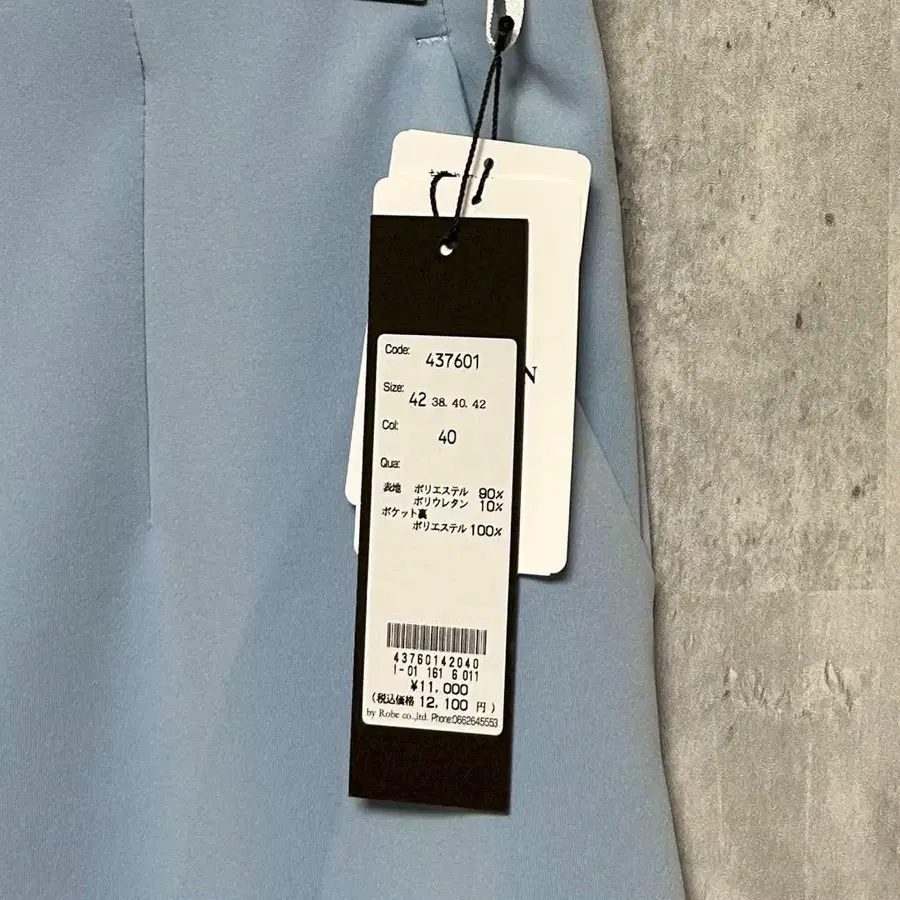 N
Code: 437601
Size: 42 38. 40. 42
Col: 40
Qua:
表地 ポリエステル 90%
ポリウレタン 10%
ポケット裏
ポリエステル 100%
43760142040
I-01 161 6 011
¥11,000
(税込価格 12,100 円)
by Robe co.,ltd. Phone:0662645553